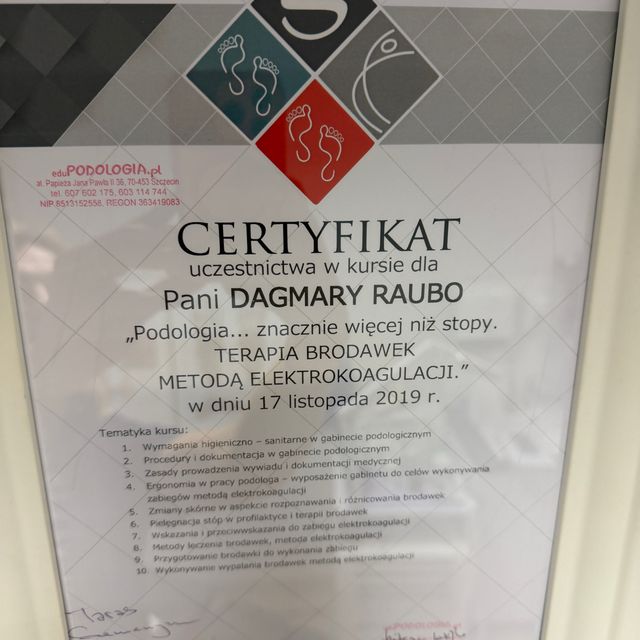 eduPODOLOGIA.pl
al. Papieża Jana Pawła II 36, 70-453 Szczecin
tel. 607 602 175, 603 114 744
NIP 8513152558, REGON 363419083
CERTYFIKAT
uczestnictwa w kursie dla
Pani DAGMARY RAUBO
„Podologia... znacznie więcej niż stopy.
TERAPIA BRODAWEK
METODĄ ELEKTROKOAGULACJI."
w dniu 17 listopada 2019 r.
Tematyka kursu:
1. Wymagania higieniczno – sanitarne w gabinecie podologicznym
2. Procedury i dokumentacja w gabinecie podologicznym
3. Zasady prowadzenia wywiadu i dokumentacji medycznej
4. Ergonomia w pracy podologa – wyposażenie gabinetu do celów wykonywania
zabiegów metodą elektrokoagulacji
5. Zmiany skórne w aspekcie rozpoznawania i różnicowania brodawek
6. Pielęgnacja stóp w profilaktyce i terapii brodawek
7. Wskazania i przeciwwskazania do zabiegu elektrokoagulacji
8. Metody leczenia brodawek, metoda elektrokoagulacji
9. Przygotowanie brodawki do wykonania zabiegu
10. Wykonywanie wypalania brodawek metodą elektrokoagulacji
PODOLOGIA.pl